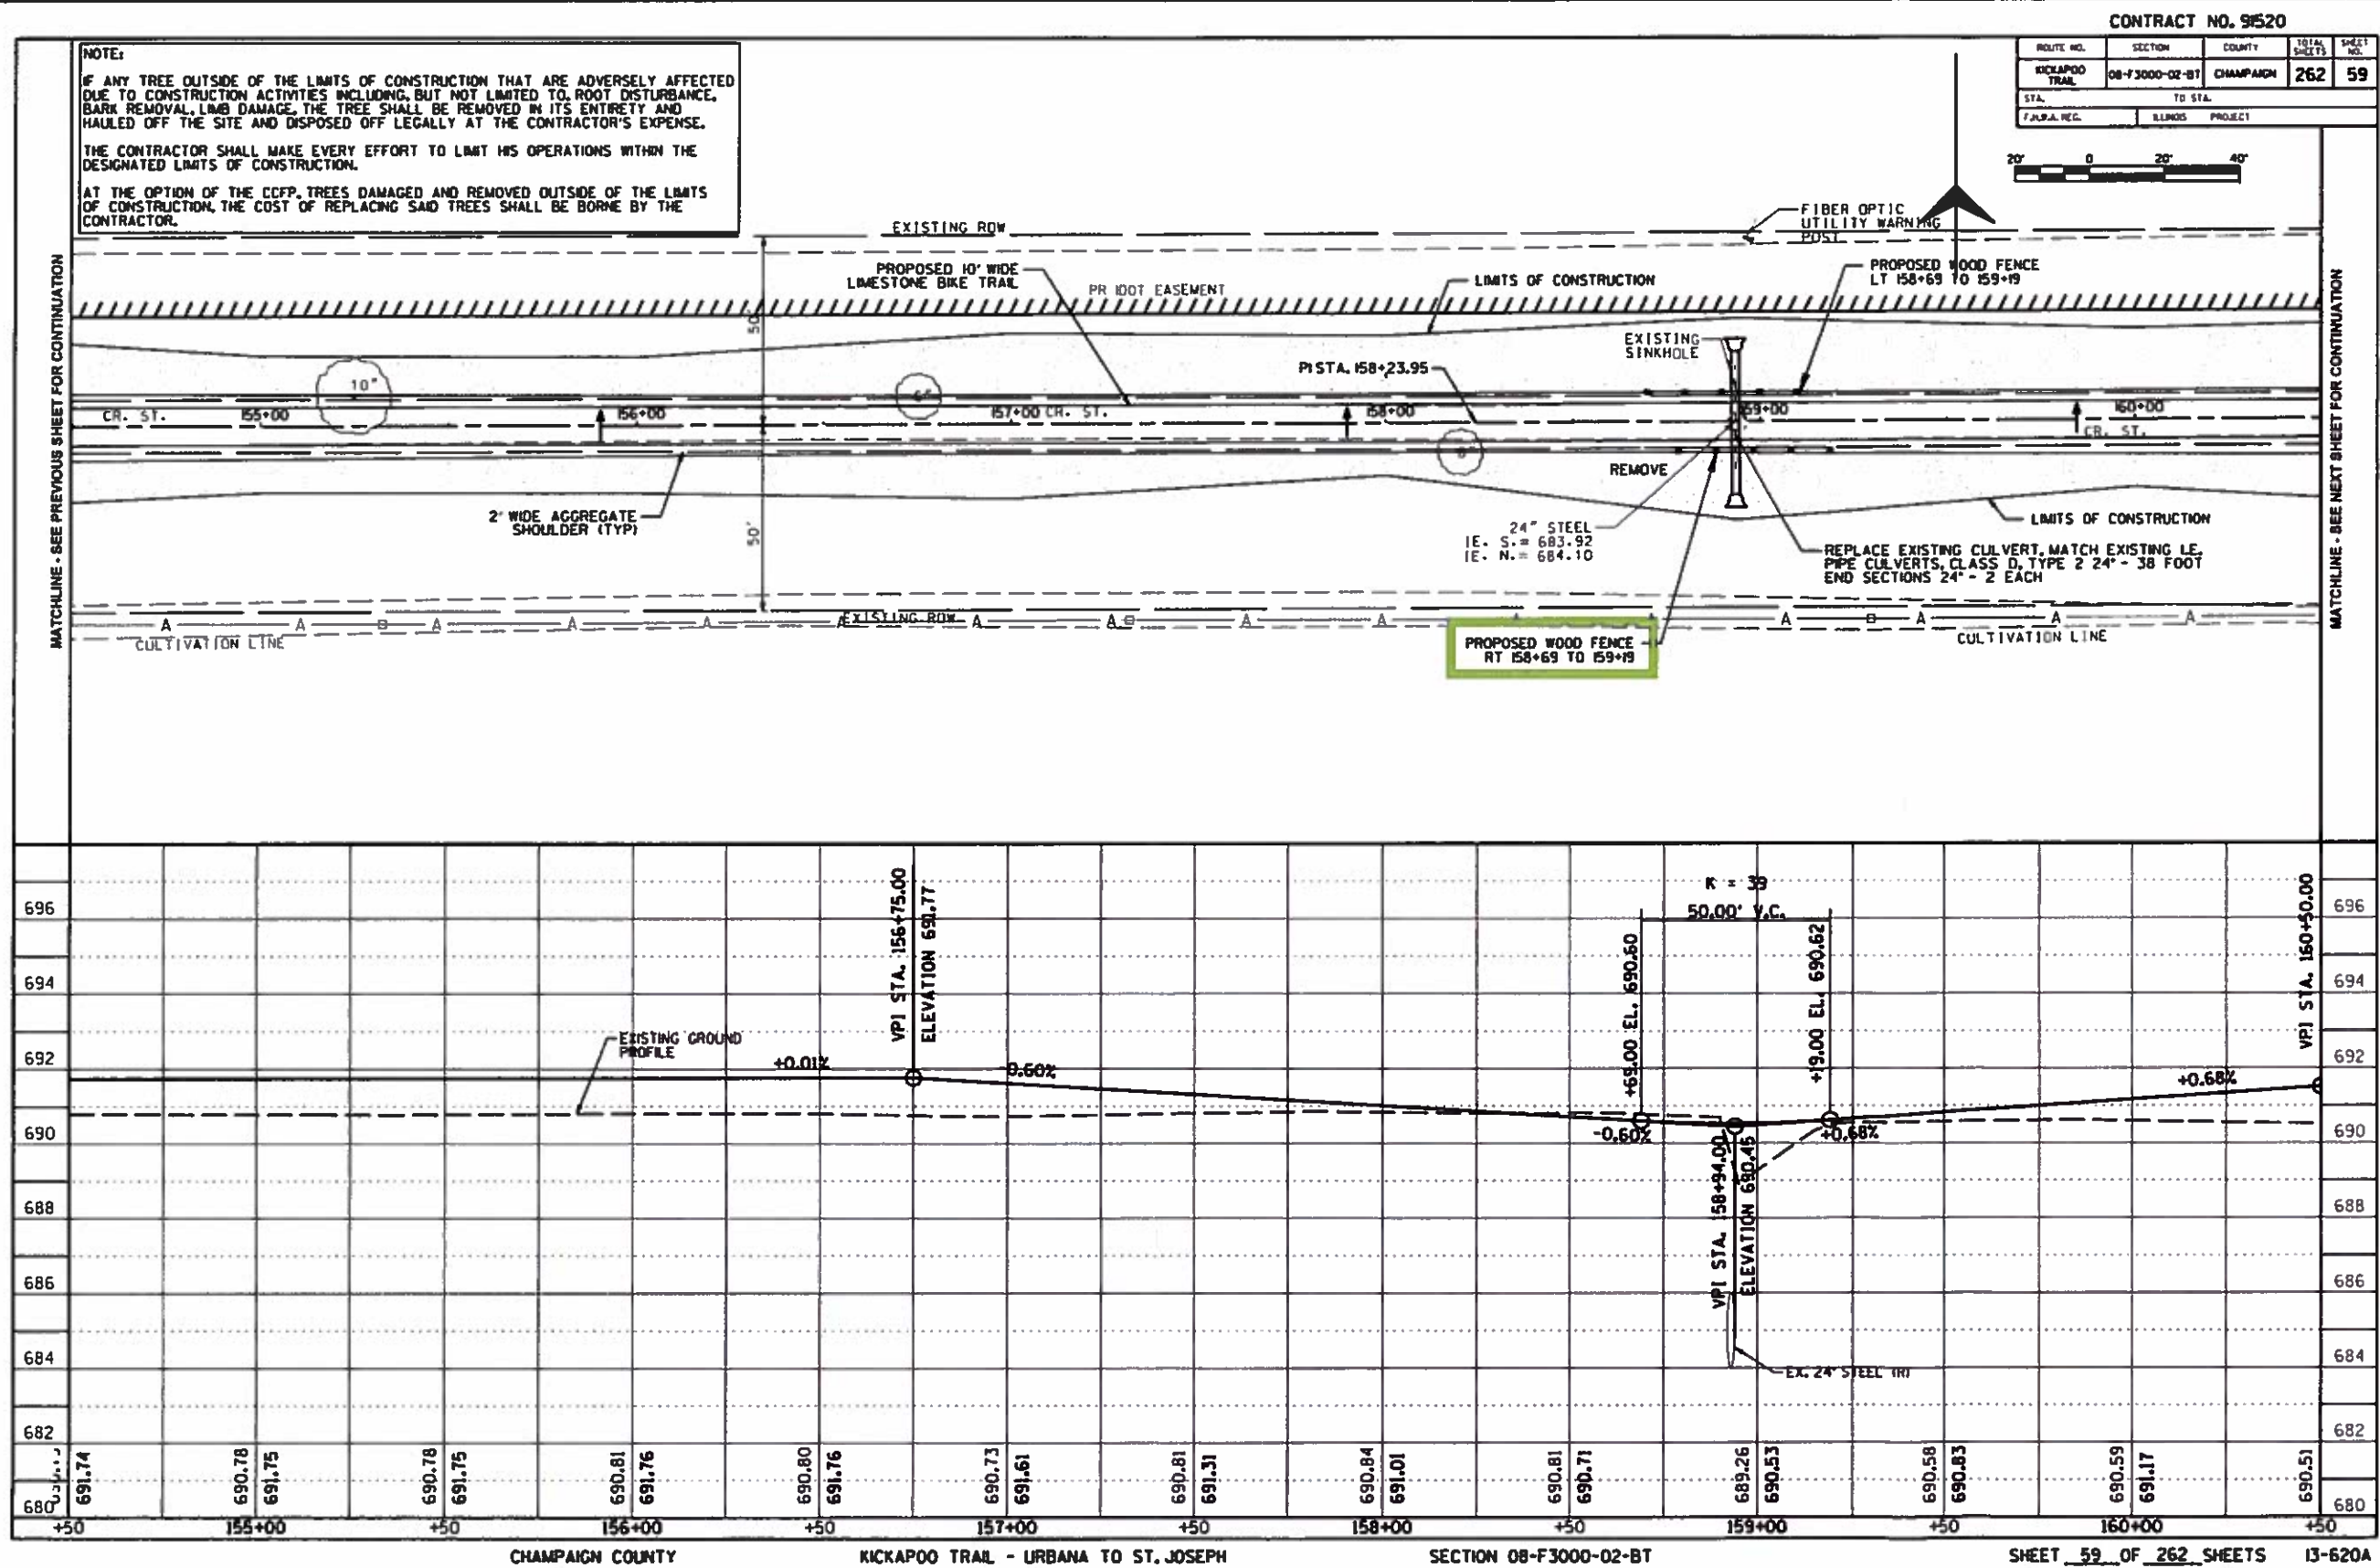 CONTRACT NO. 91520
ROUTE NO. SECTION COUNTY TOTAL SHEETS SHEET NO.
KICKAPOO TRAIL 08-F3000-02-BT CHAMPAIGN 262 59
STA. TO STA.
F.H.W.A. REG. ILLINOIS PROJECT
NOTE:
IF ANY TREE OUTSIDE OF THE LIMITS OF CONSTRUCTION THAT ARE ADVERSELY AFFECTED
DUE TO CONSTRUCTION ACTIVITIES INCLUDING, BUT NOT LIMITED TO, ROOT DISTURBANCE,
BARK REMOVAL, LIMB DAMAGE, THE TREE SHALL BE REMOVED IN ITS ENTIRETY AND
HAULED OFF THE SITE AND DISPOSED OFF LEGALLY AT THE CONTRACTOR'S EXPENSE.
THE CONTRACTOR SHALL MAKE EVERY EFFORT TO LIMIT HIS OPERATIONS WITHIN THE
DESIGNATED LIMITS OF CONSTRUCTION.
AT THE OPTION OF THE CCFP, TREES DAMAGED AND REMOVED OUTSIDE OF THE LIMITS
OF CONSTRUCTION, THE COST OF REPLACING SAID TREES SHALL BE BORNE BY THE
CONTRACTOR.
20' 0 20' 40'
EXISTING ROW
FIBER OPTIC
UTILITY WARNING
POST
PROPOSED 10' WIDE
LIMESTONE BIKE TRAIL
PR IDOT EASEMENT
LIMITS OF CONSTRUCTION
PROPOSED WOOD FENCE
LT 158+69 TO 159+19
MATCHLINE - SEE PREVIOUS SHEET FOR CONTINUATION
MATCHLINE - SEE NEXT SHEET FOR CONTINUATION
50'
EXISTING
SINKHOLE
PI STA. 158+23.95
10"
6"
CR. ST. 155+00 156+00 157+00 CR. ST. 158+00 159+00 160+00
CR. ST.
8"
REMOVE
2' WIDE AGGREGATE
SHOULDER (TYP)
50'
24" STEEL
IE. S.= 683.92
IE. N.= 684.10
LIMITS OF CONSTRUCTION
REPLACE EXISTING CULVERT, MATCH EXISTING I.E.
PIPE CULVERTS, CLASS D, TYPE 2 24" - 38 FOOT
END SECTIONS 24" - 2 EACH
A A A A A A EXISTING ROW A A A A A A A A A A
CULTIVATION LINE
CULTIVATION LINE
PROPOSED WOOD FENCE
RT 158+69 TO 159+19
K = 39
50.00' V.C.
VPI STA. 156+75.00
ELEVATION 691.77
+69.00 EL. 690.60
+19.00 EL. 690.62
VPI STA. 160+50.00
696 696
694 694
692 692
690 690
688 688
686 686
684 684
682 682
680 680
EXISTING GROUND
PROFILE
+0.01%
-0.60%
+0.68%
-0.60%
+0.68%
VPI STA. 158+94.00
ELEVATION 690.45
EX. 24" STEEL (R)
691.74
690.78 691.75
690.78 691.75
690.81 691.76
690.80 691.76
690.73 691.61
690.81 691.31
690.84 691.01
690.81 690.71
689.26 690.53
690.58 690.83
690.59 691.17
690.51
+50 155+00 +50 156+00 +50 157+00 +50 158+00 +50 159+00 +50 160+00 +50
CHAMPAIGN COUNTY KICKAPOO TRAIL - URBANA TO ST. JOSEPH SECTION 08-F3000-02-BT SHEET 59 OF 262 SHEETS 13-620A